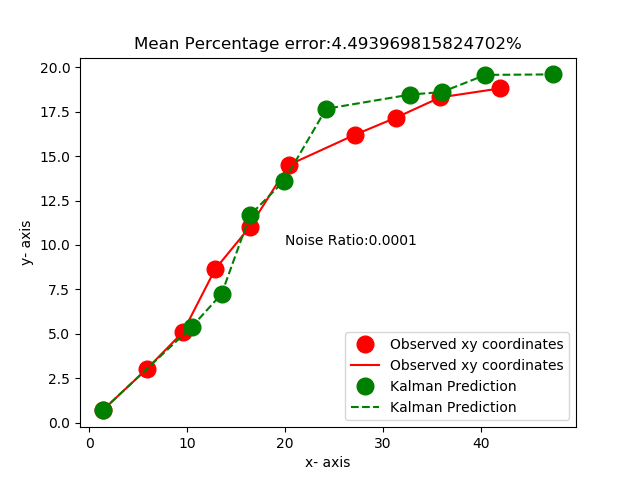 Mean Percentage error:4.493969815824702%
20.0
17.5
15.0
12.5
10.0
7.5
5.0
2.5
0.0
y- axis
Noise Ratio:0.0001
Observed xy coordinates
Observed xy coordinates
Kalman Prediction
Kalman Prediction
0 10 20 30 40
x- axis